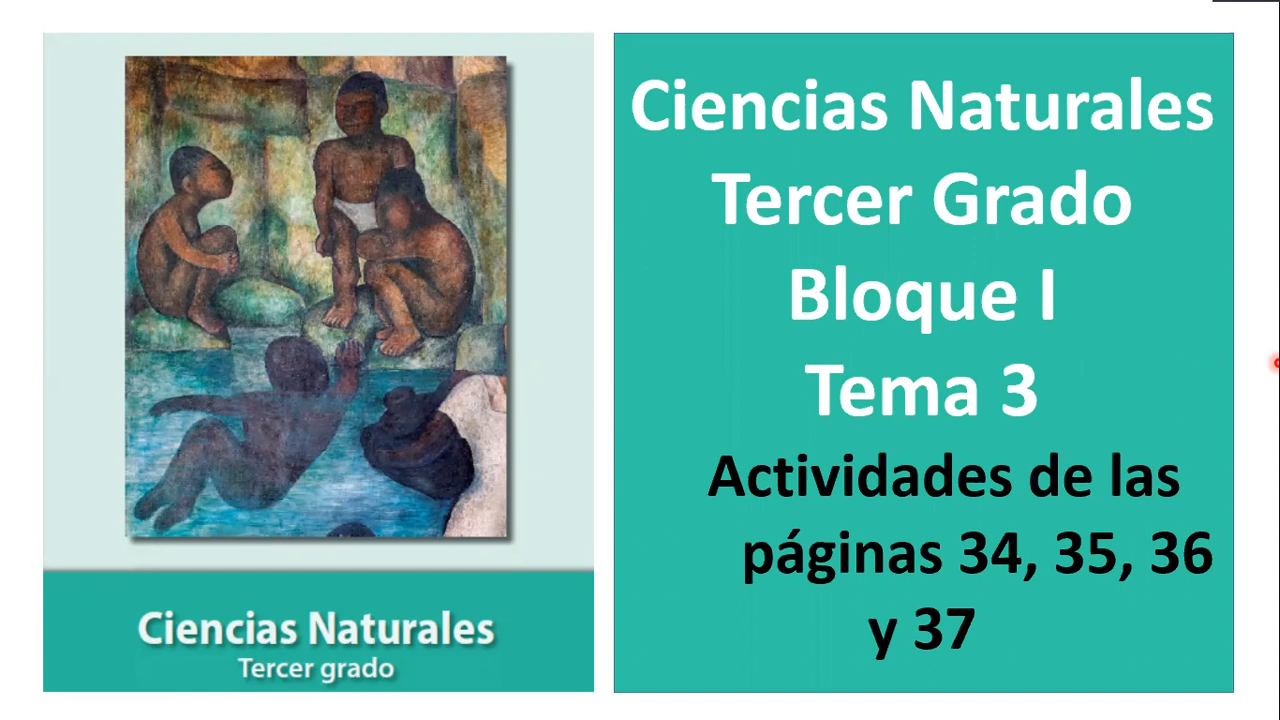 Ciencias Naturales
Tercer grado
Ciencias Naturales
Tercer Grado
Bloque I
Tema 3
Actividades de las
páginas 34, 35, 36
y 37